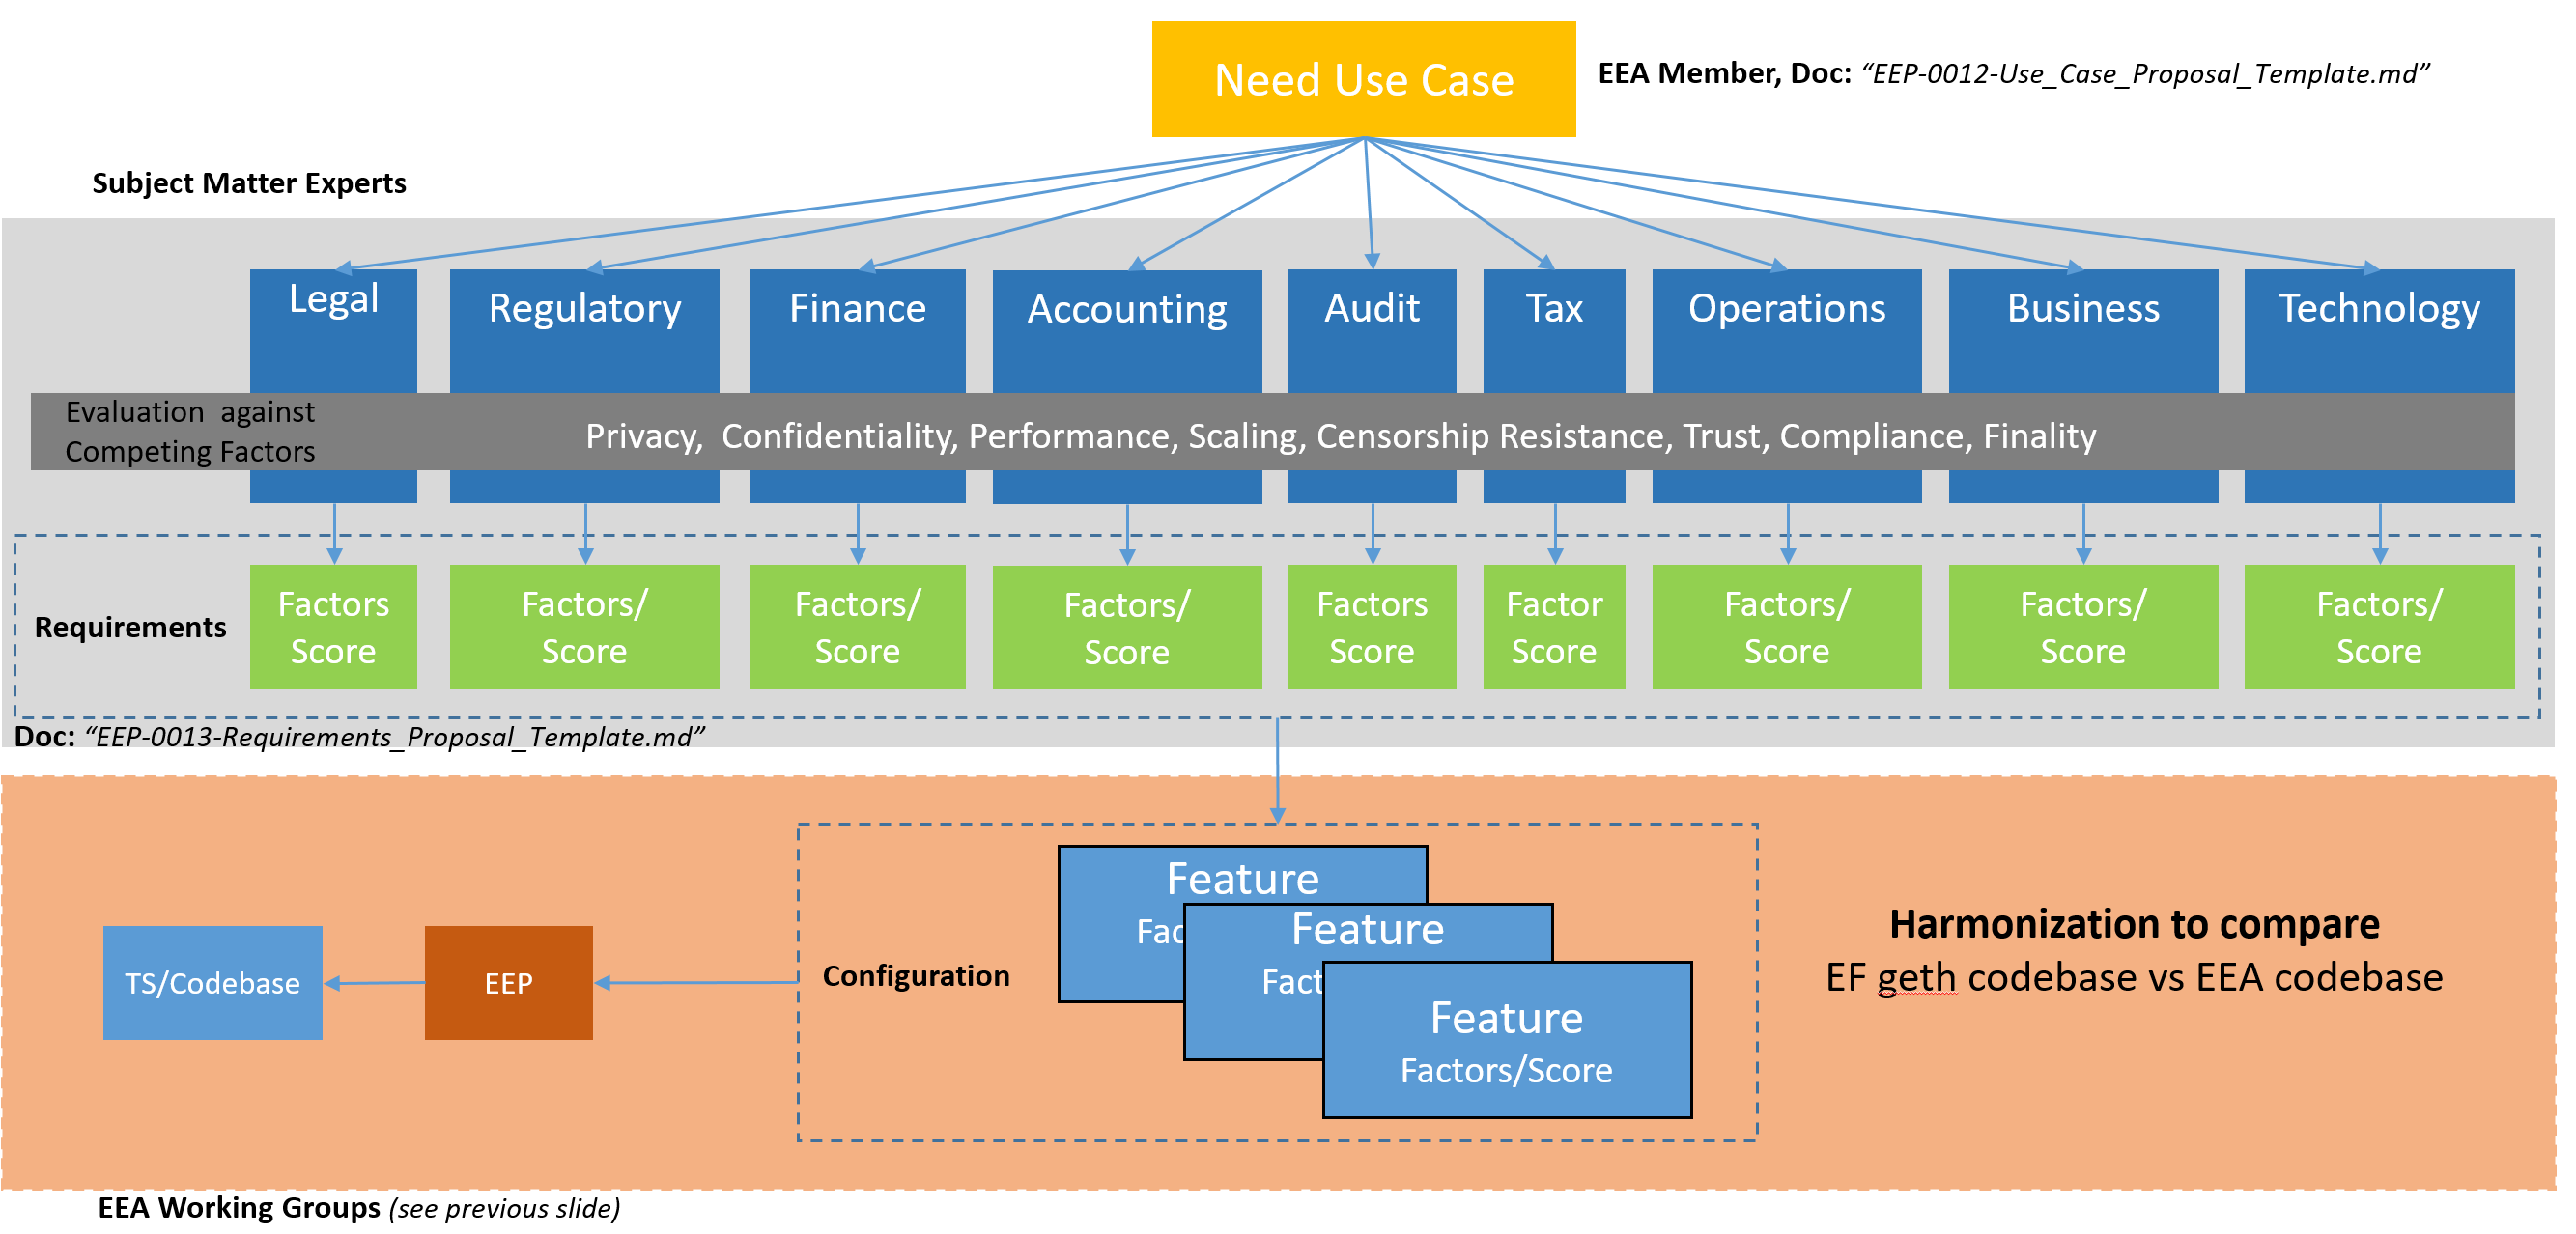 Need Use Case
EEA Member, Doc: “EEP-0012-Use_Case_Proposal_Template.md”
Subject Matter Experts
Legal
Regulatory
Finance
Accounting
Audit
Tax
Operations
Business
Technology
Evaluation against
Competing Factors
Privacy, Confidentiality, Performance, Scaling, Censorship Resistance, Trust, Compliance, Finality
Requirements
Factors
Score
Factors/
Score
Factors/
Score
Factors/
Score
Factors
Score
Factor
Score
Factors/
Score
Factors/
Score
Factors/
Score
Doc: “EEP-0013-Requirements_Proposal_Template.md”
TS/Codebase
EEP
Configuration
Feature
Fac
Feature
Fact
Feature
Factors/Score
Harmonization to compare
EF geth codebase vs EEA codebase
EEA Working Groups (see previous slide)